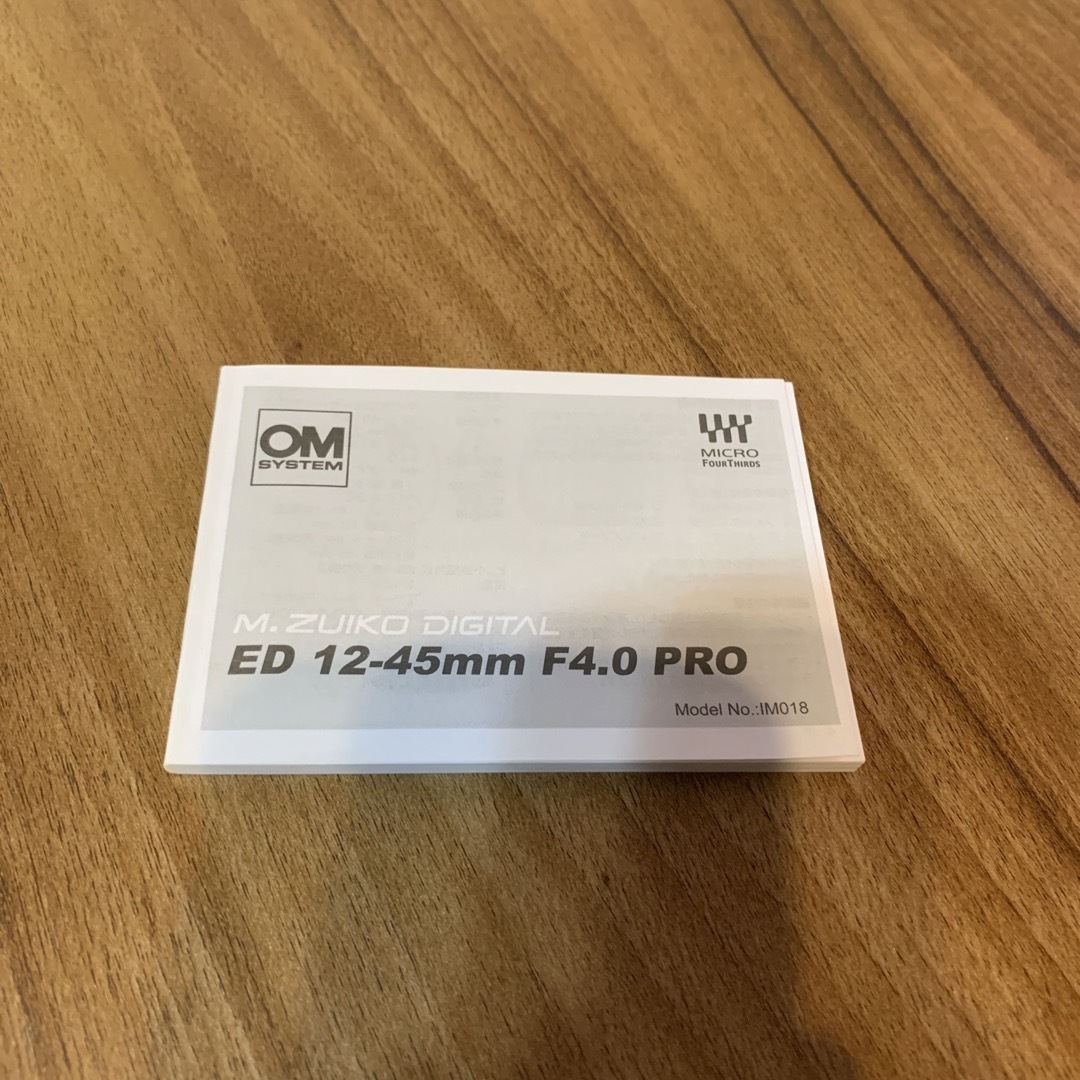 OM
SYSTEM
MICRO
FOURTHIRDS
M. ZUIKO DIGITAL
ED 12-45mm F4.0 PRO
Model No.:IM018